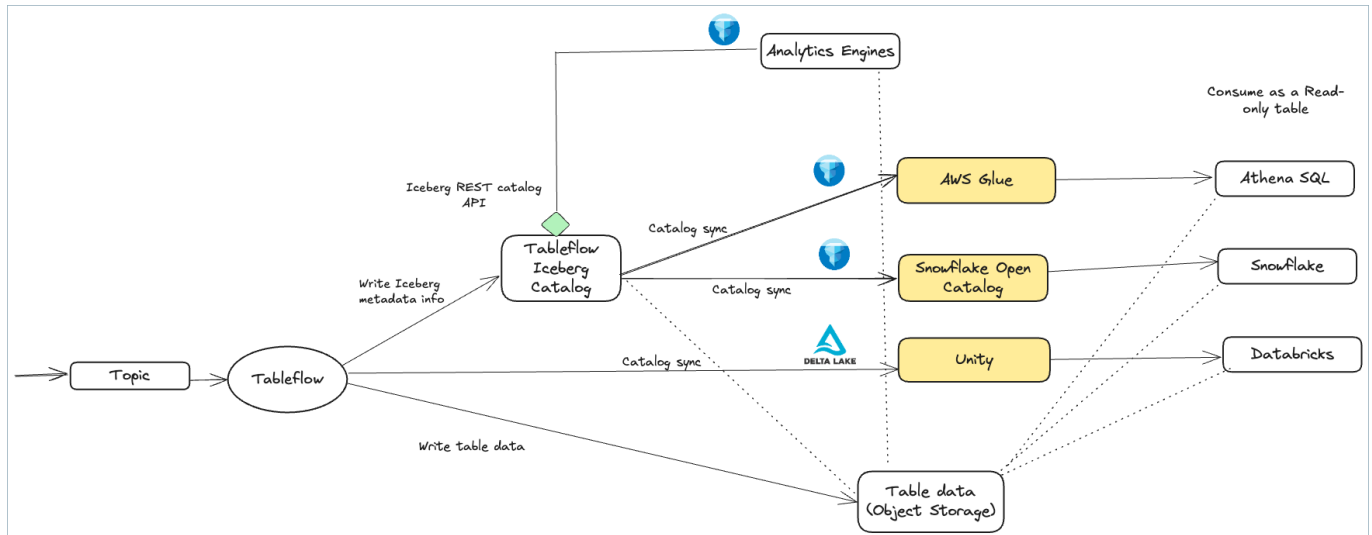 Analytics Engines
Consume as a Read-
only table
Iceberg REST catalog
API
AWS Glue
Athena SQL
Catalog sync
Tableflow
Iceberg
Catalog
Snowflake Open
Catalog
Snowflake
Catalog sync
Write Iceberg
metadata info
DELTA LAKE
Unity
Databricks
Catalog sync
Topic
Tableflow
Write table data
Table data
(Object Storage)